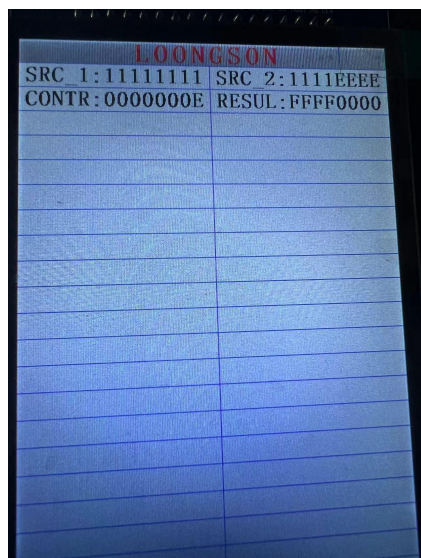 LOONGSON
SRC_1:11111111 SRC_2:1111EEEE
CONTR:0000000E RESUL:FFFF0000